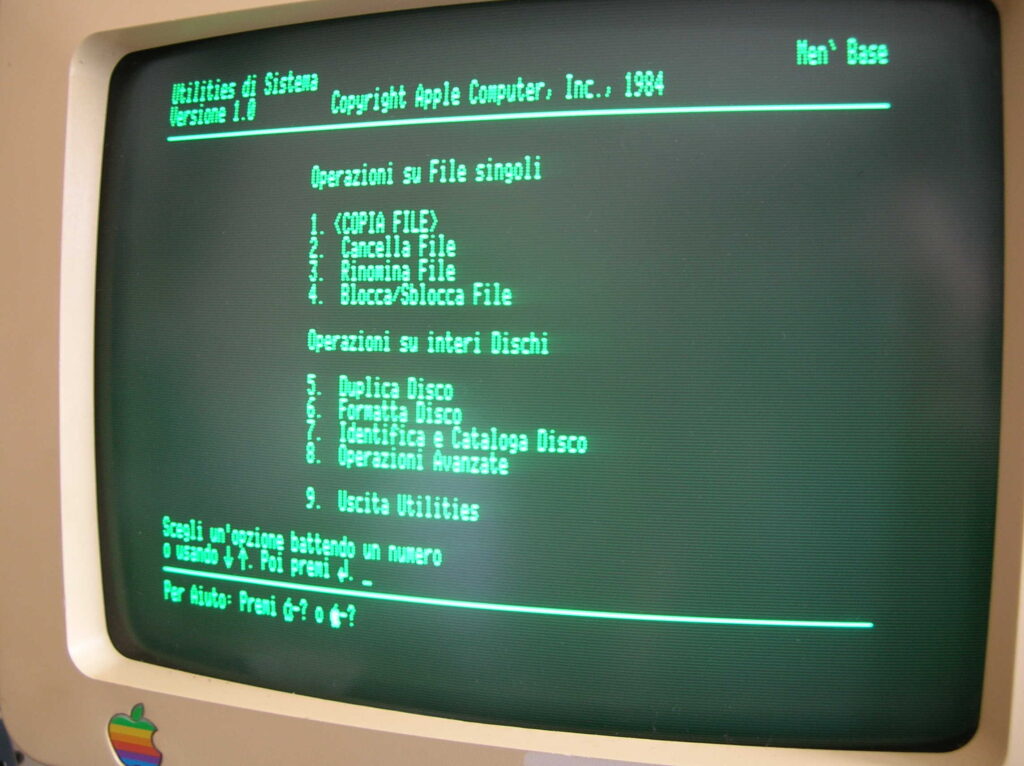 Utilities di Sistema
Men` Base
Versione 1.0
Copyright Apple Computer, Inc., 1984
Operazioni su File singoli
1. <COPIA FILE>
2. Cancella File
3. Rinomina File
4. Blocca/Sblocca File
Operazioni su interi Dischi
5. Duplica Disco
6. Formatta Disco
7. Identifica e Cataloga Disco
8. Operazioni Avanzate
9. Uscita Utilities
Scegli un'opzione battendo un numero
o usando ↓ ↑. Poi premi ↲. _
Per Aiuto: Premi -? o -?